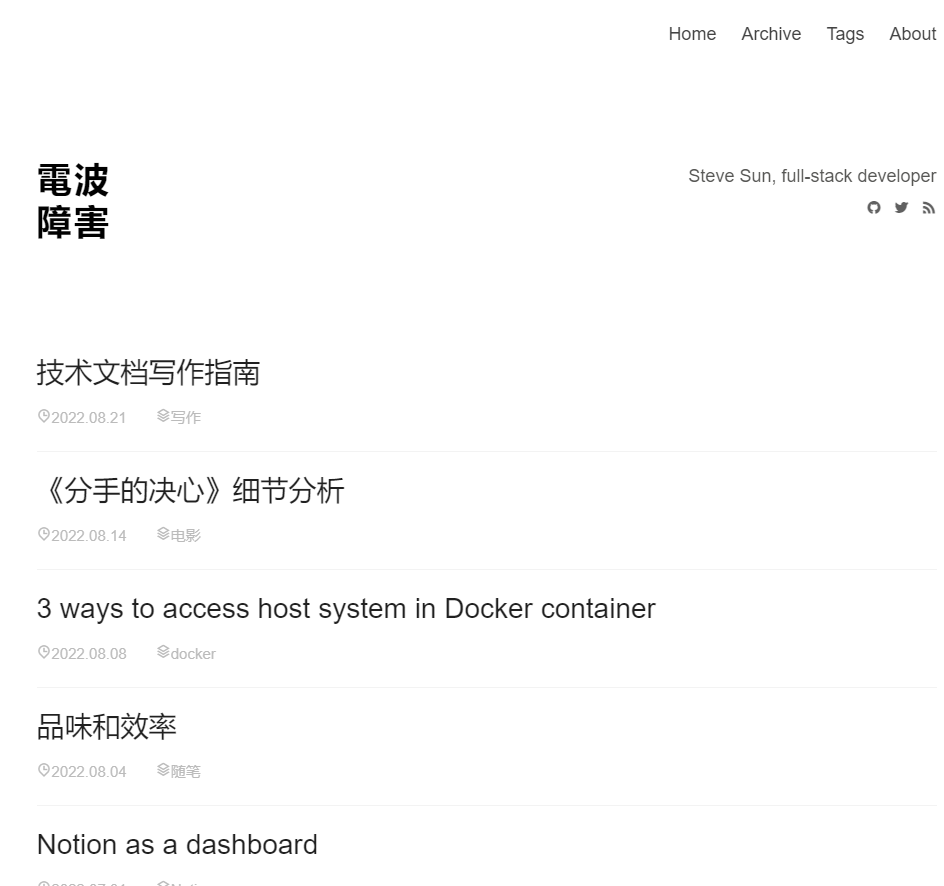 Home Archive Tags About
電波
障害
Steve Sun, full-stack developer
技术文档写作指南
2022.08.21 写作
《分手的决心》细节分析
2022.08.14 电影
3 ways to access host system in Docker container
2022.08.08 docker
品味和效率
2022.08.04 随笔
Notion as a dashboard